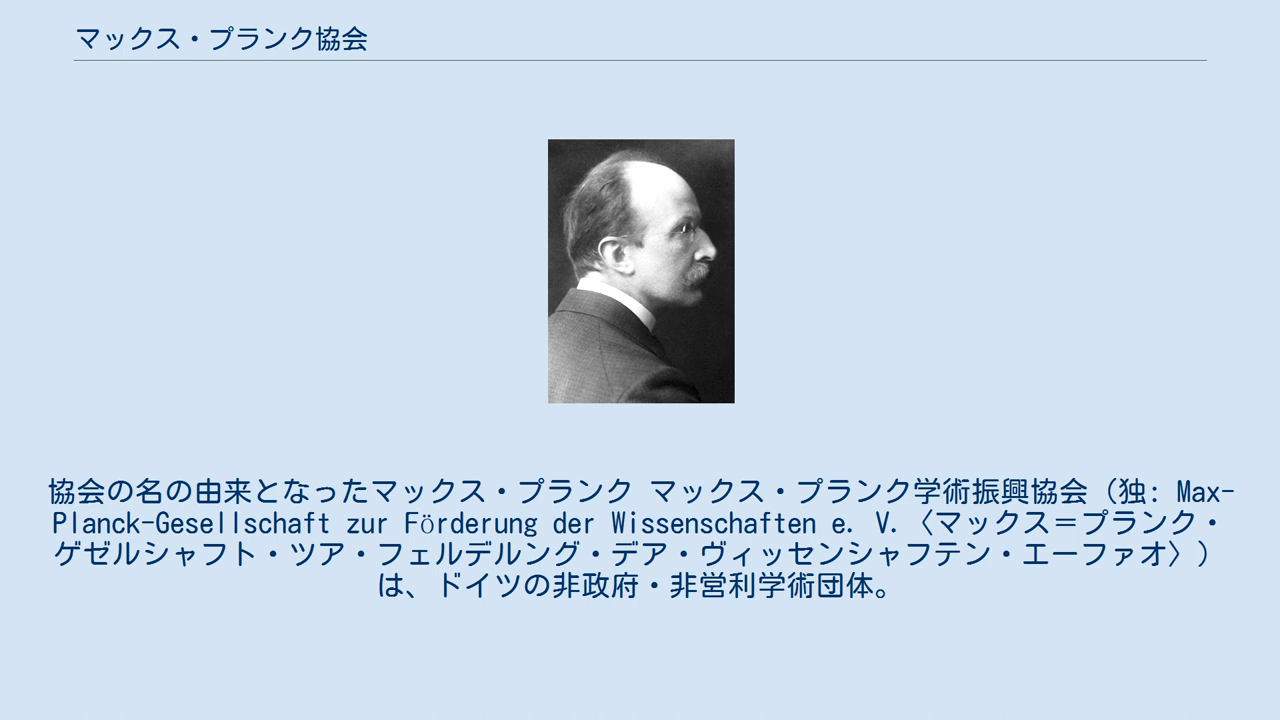 マックス・プランク協会
協会の名の由来となったマックス・プランク マックス・プランク学術振興協会（独: Max-
Planck-Gesellschaft zur Förderung der Wissenschaften e. V.〈マックス＝プランク・
ゲゼルシャフト・ツア・フェルデルング・デア・ヴィッセンシャフテン・エーファオ〉）
は、ドイツの非政府・非営利学術団体。